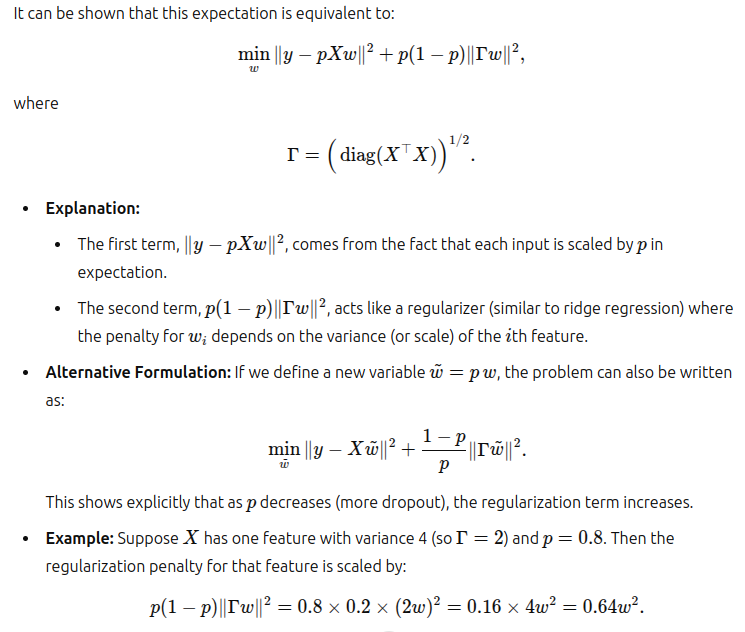 It can be shown that this expectation is equivalent to:
min_w ‖y − pXw‖² + p(1 − p)‖Γw‖²,
where
Γ = (diag(X⊤X))^{1/2}.
• Explanation:
• The first term, ‖y − pXw‖², comes from the fact that each input is scaled by p in
expectation.
• The second term, p(1 − p)‖Γw‖², acts like a regularizer (similar to ridge regression) where
the penalty for w_i depends on the variance (or scale) of the ith feature.
• Alternative Formulation: If we define a new variable w̃ = p w, the problem can also be written
as:
min_w̃ ‖y − Xw̃‖² + \frac{1 − p}{p}‖Γw̃‖².
This shows explicitly that as p decreases (more dropout), the regularization term increases.
• Example: Suppose X has one feature with variance 4 (so Γ = 2) and p = 0.8. Then the
regularization penalty for that feature is scaled by:
p(1 − p)‖Γw‖² = 0.8 × 0.2 × (2w)² = 0.16 × 4w² = 0.64w².